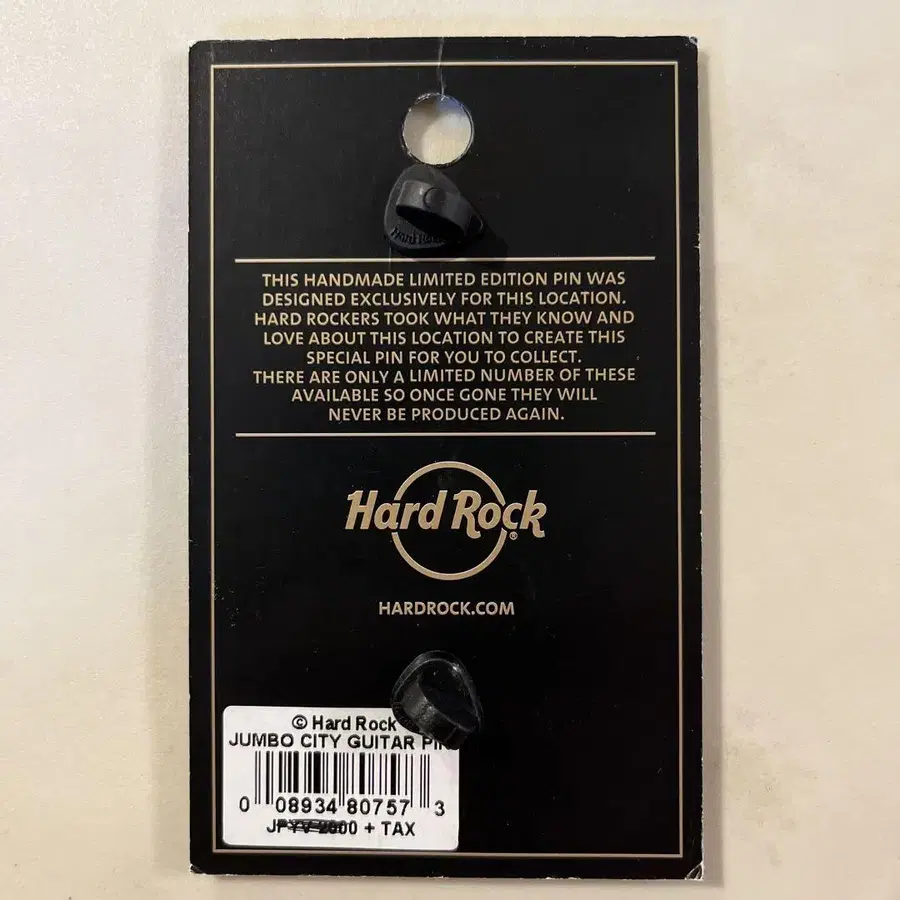 Hard Rock
THIS HANDMADE LIMITED EDITION PIN WAS
DESIGNED EXCLUSIVELY FOR THIS LOCATION.
HARD ROCKERS TOOK WHAT THEY KNOW AND
LOVE ABOUT THIS LOCATION TO CREATE THIS
SPECIAL PIN FOR YOU TO COLLECT.
THERE ARE ONLY A LIMITED NUMBER OF THESE
AVAILABLE SO ONCE GONE THEY WILL
NEVER BE PRODUCED AGAIN.
Hard Rock®
HARDROCK.COM
© Hard Rock
JUMBO CITY GUITAR PIN
0 08934 80757 3
+ TAX